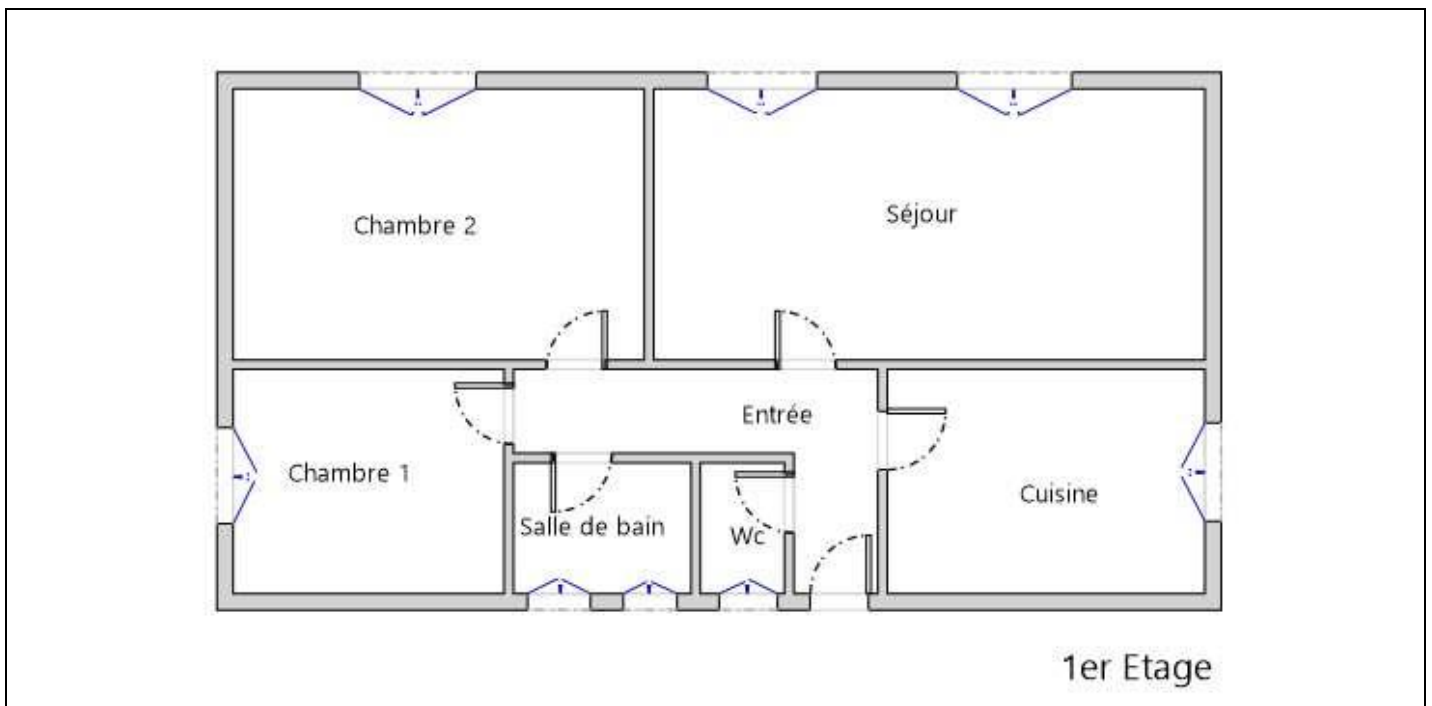 Chambre 2
Séjour
Entrée
Chambre 1
Cuisine
Salle de bain
Wc
1er Etage